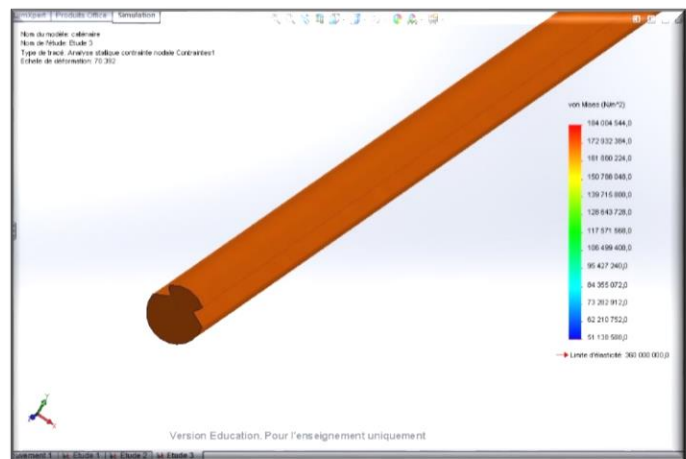 Produits Office | Simulation
Nom du modèle: catenaire
Nom de l'étude: Etude 3
Type de tracé: Analyse statique contrainte nodale Contraintes1
Echelle de déformation: 70.392
von Mises (N/m^2)
184 004 544,0
172 932 384,0
161 860 224,0
150 788 048,0
139 715 888,0
128 643 728,0
117 571 568,0
106 499 408,0
95 427 240,0
84 355 072,0
73 282 912,0
62 210 752,0
51 138 588,0
Limite d'élasticité: 360 000 000,0
Version Education. Pour l'enseignement uniquement
Etude 1 | Etude 2 | Etude 3